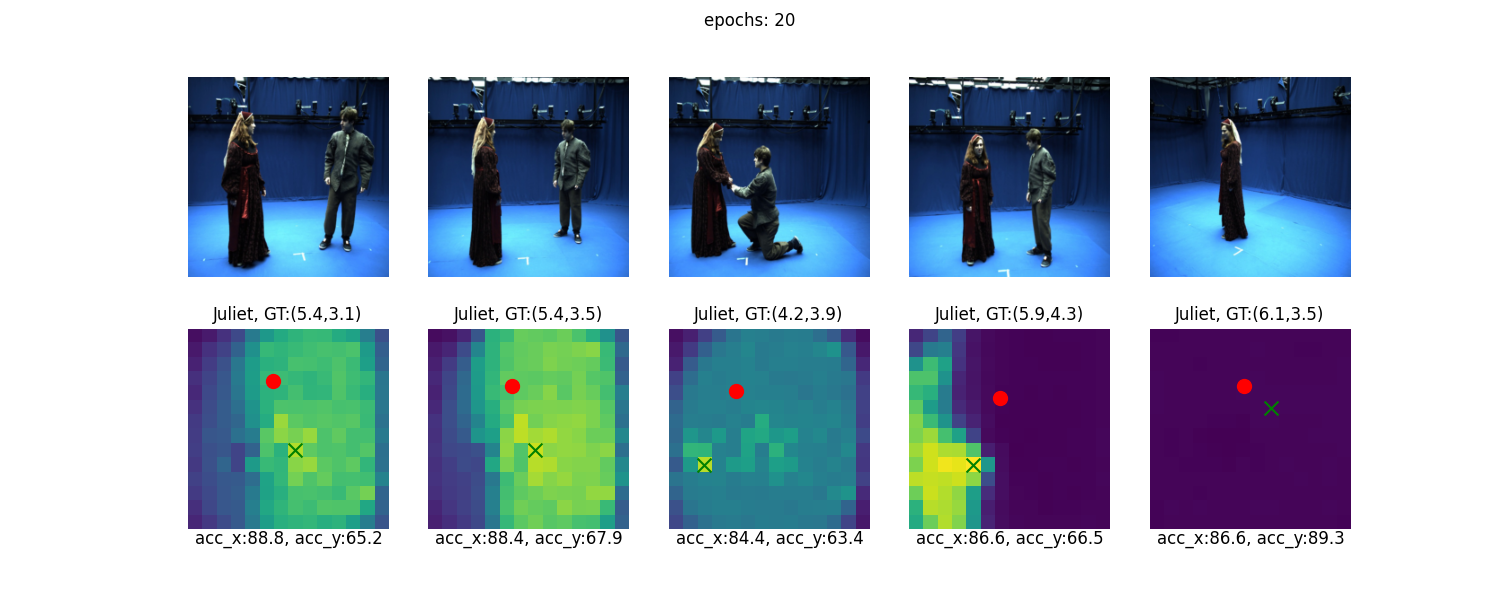 epochs: 20
Juliet, GT:(5.4,3.1)
Juliet, GT:(5.4,3.5)
Juliet, GT:(4.2,3.9)
Juliet, GT:(5.9,4.3)
Juliet, GT:(6.1,3.5)
acc_x:88.8, acc_y:65.2
acc_x:88.4, acc_y:67.9
acc_x:84.4, acc_y:63.4
acc_x:86.6, acc_y:66.5
acc_x:86.6, acc_y:89.3